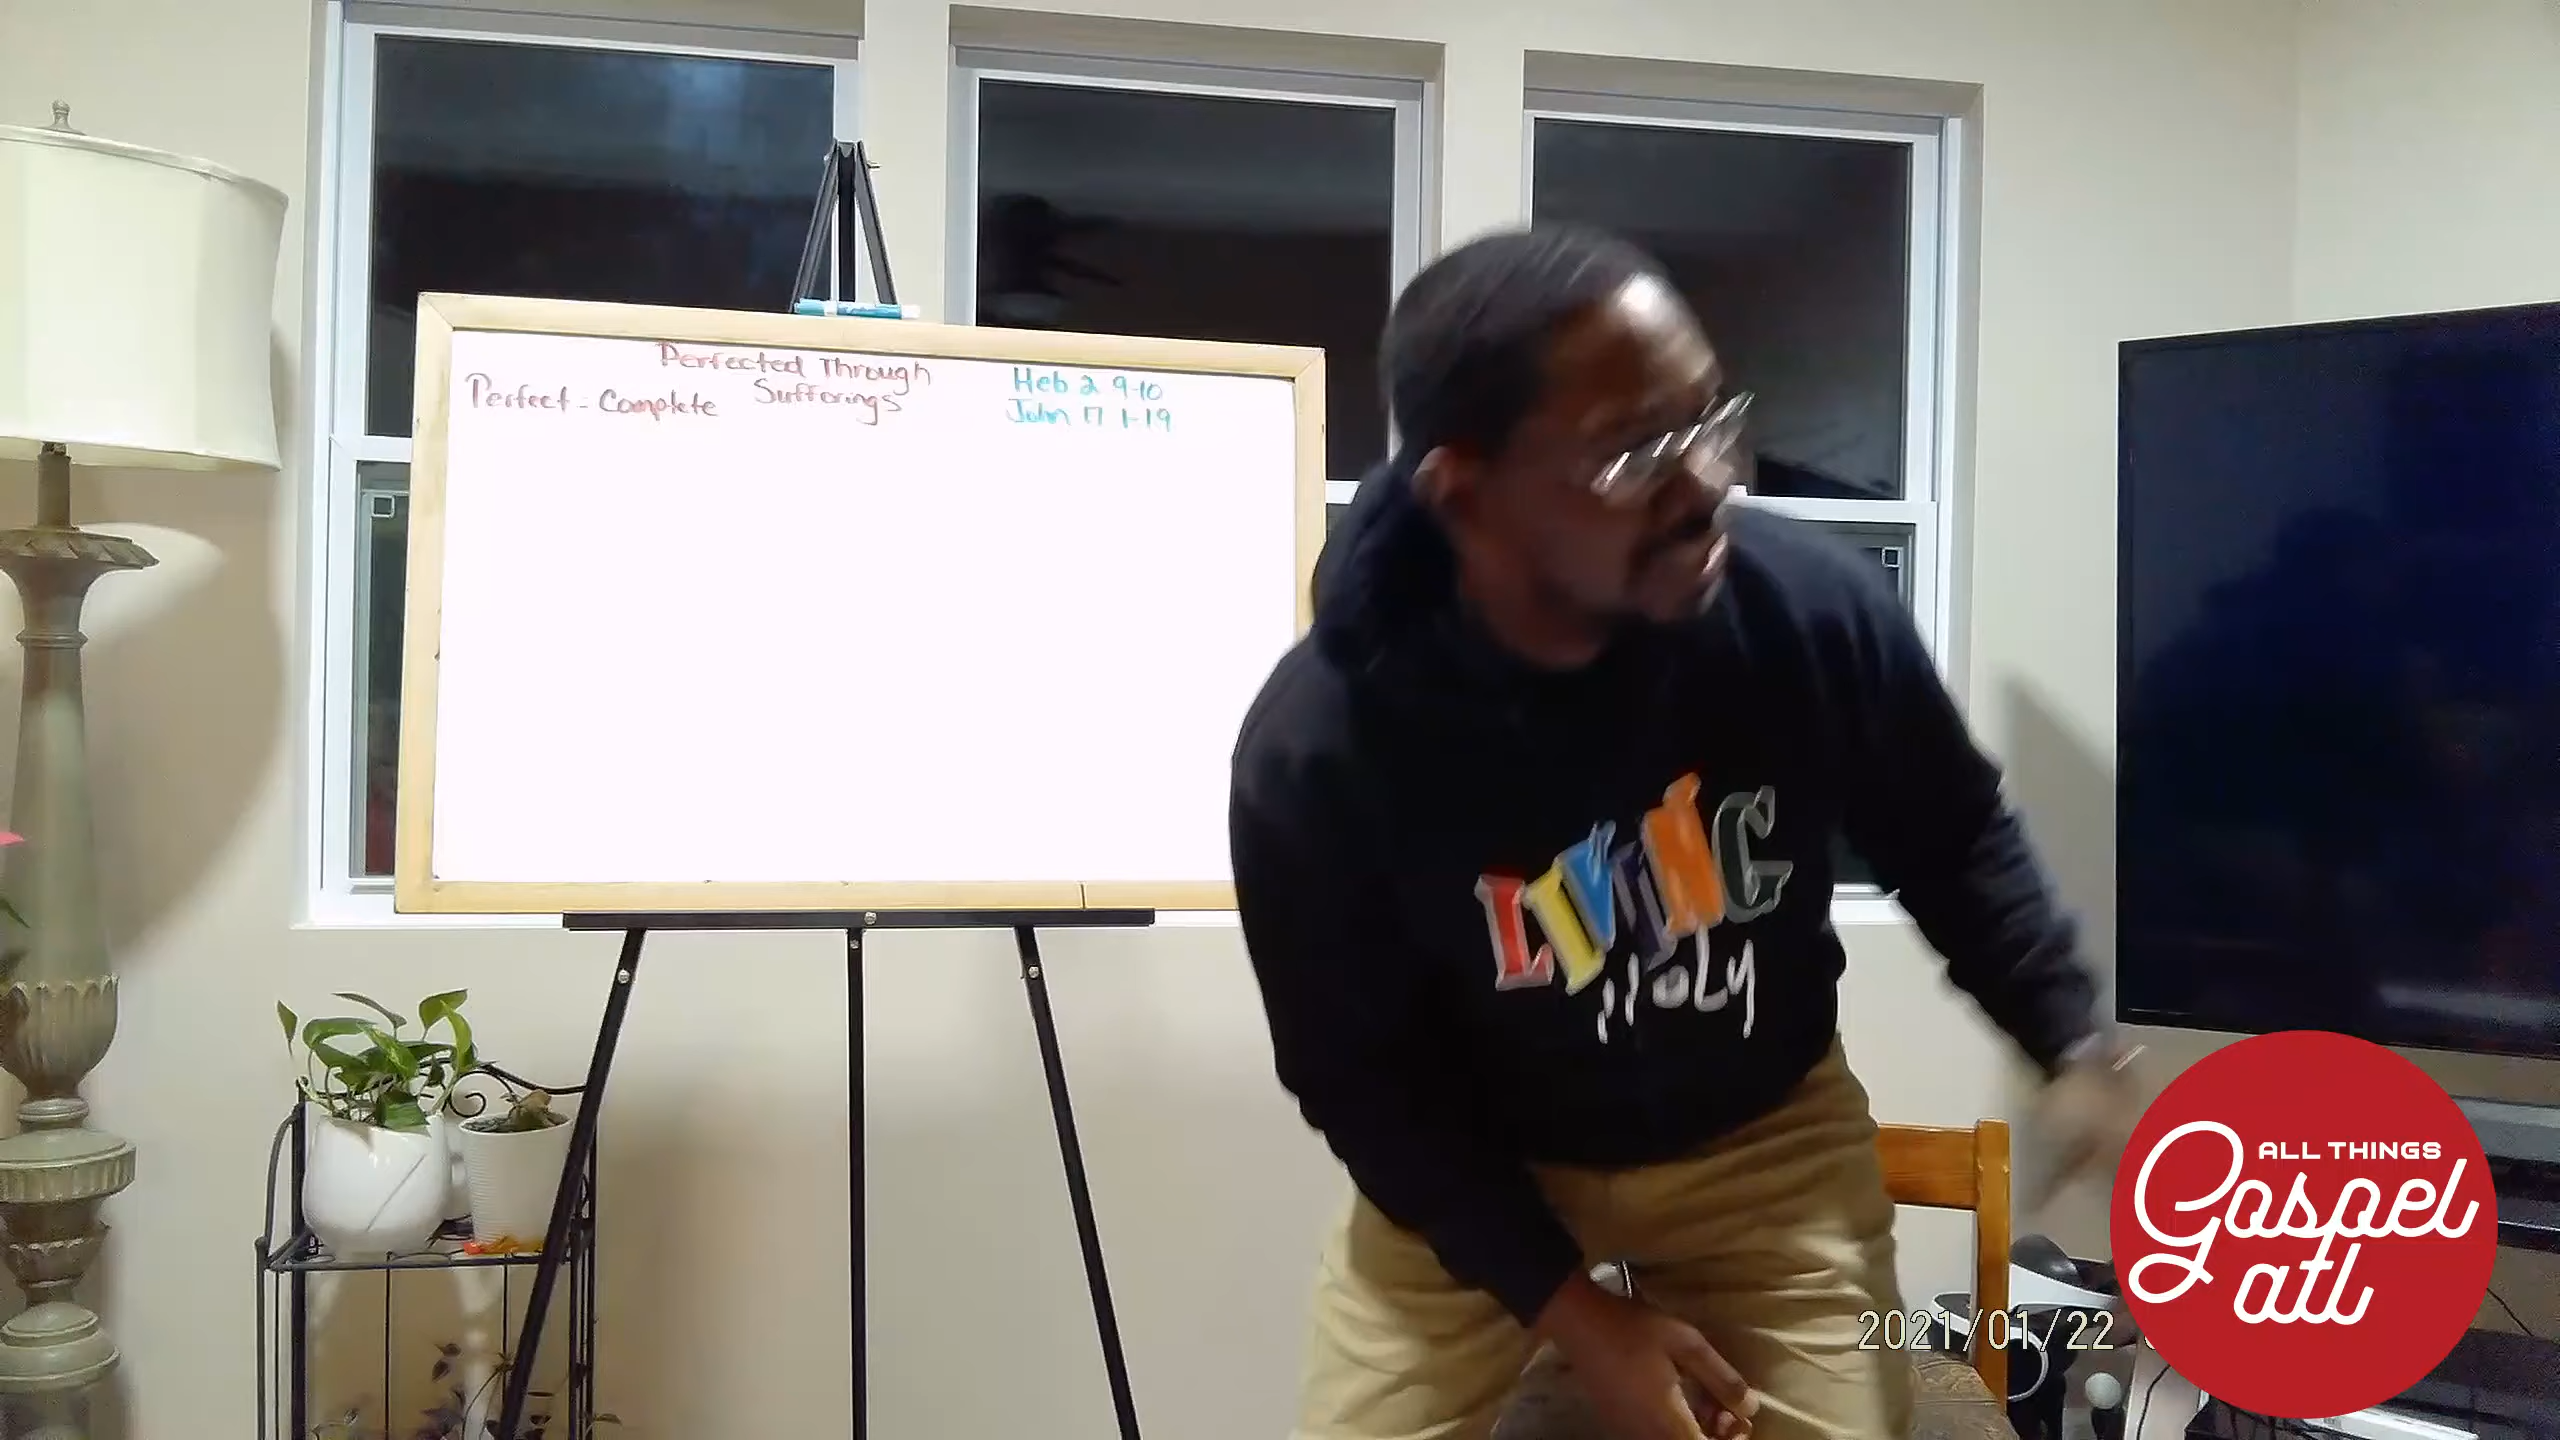 Perfected Through
Sufferings
Perfect - Complete
Heb 2 9-10
John 17 1-19
LIVING
HOLY
ALL THINGS
Gospel
atl
2021/01/22